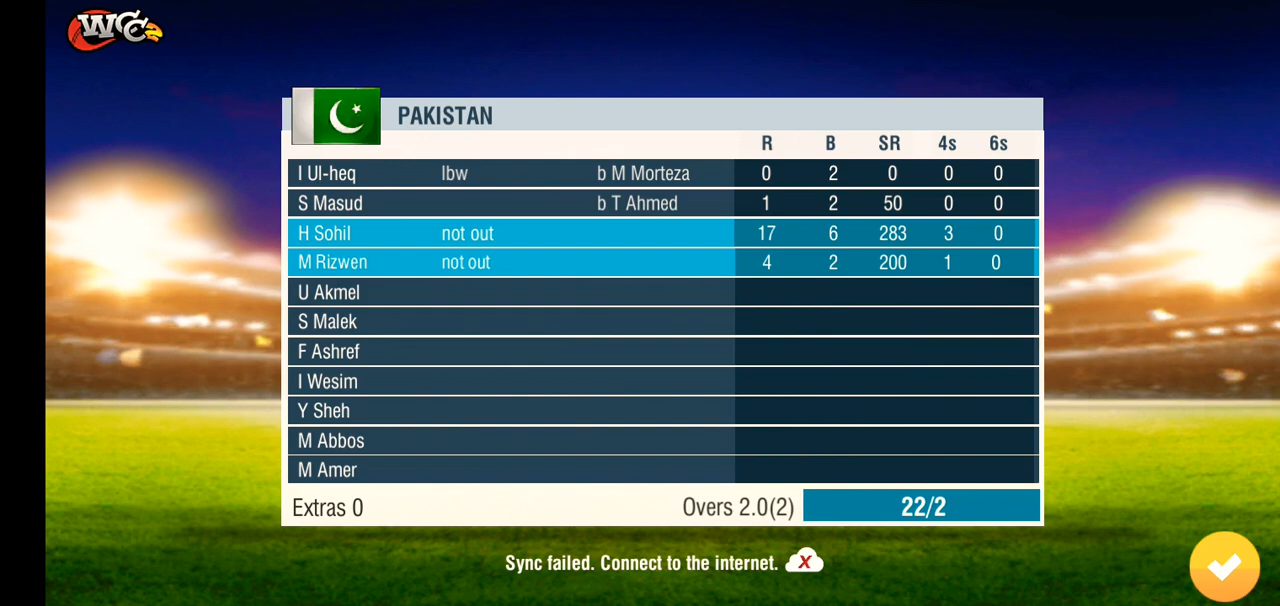 WCC2
PAKISTAN
R B SR 4s 6s
I Ul-heq lbw b M Morteza 0 2 0 0 0
S Masud b T Ahmed 1 2 50 0 0
H Sohil not out 17 6 283 3 0
M Rizwen not out 4 2 200 1 0
U Akmel
S Malek
F Ashref
I Wesim
Y Sheh
M Abbos
M Amer
Extras 0 Overs 2.0(2) 22/2
Sync failed. Connect to the internet. X